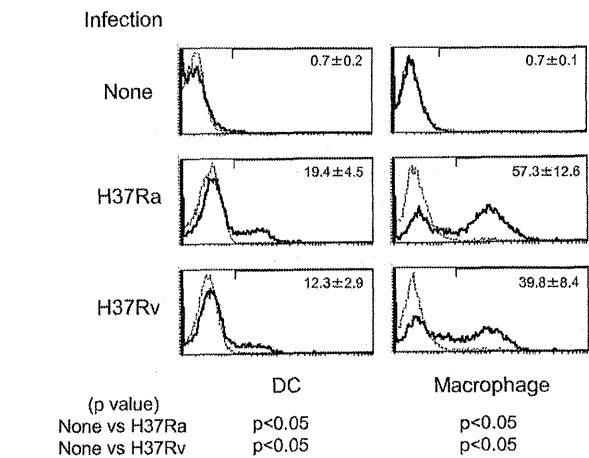 Infection
None
0.7±0.2
0.7±0.1
H37Ra
19.4±4.5
57.3±12.6
H37Rv
12.3±2.9
39.8±8.4
DC
Macrophage
(p value)
None vs H37Ra
p<0.05
p<0.05
None vs H37Rv
p<0.05
p<0.05